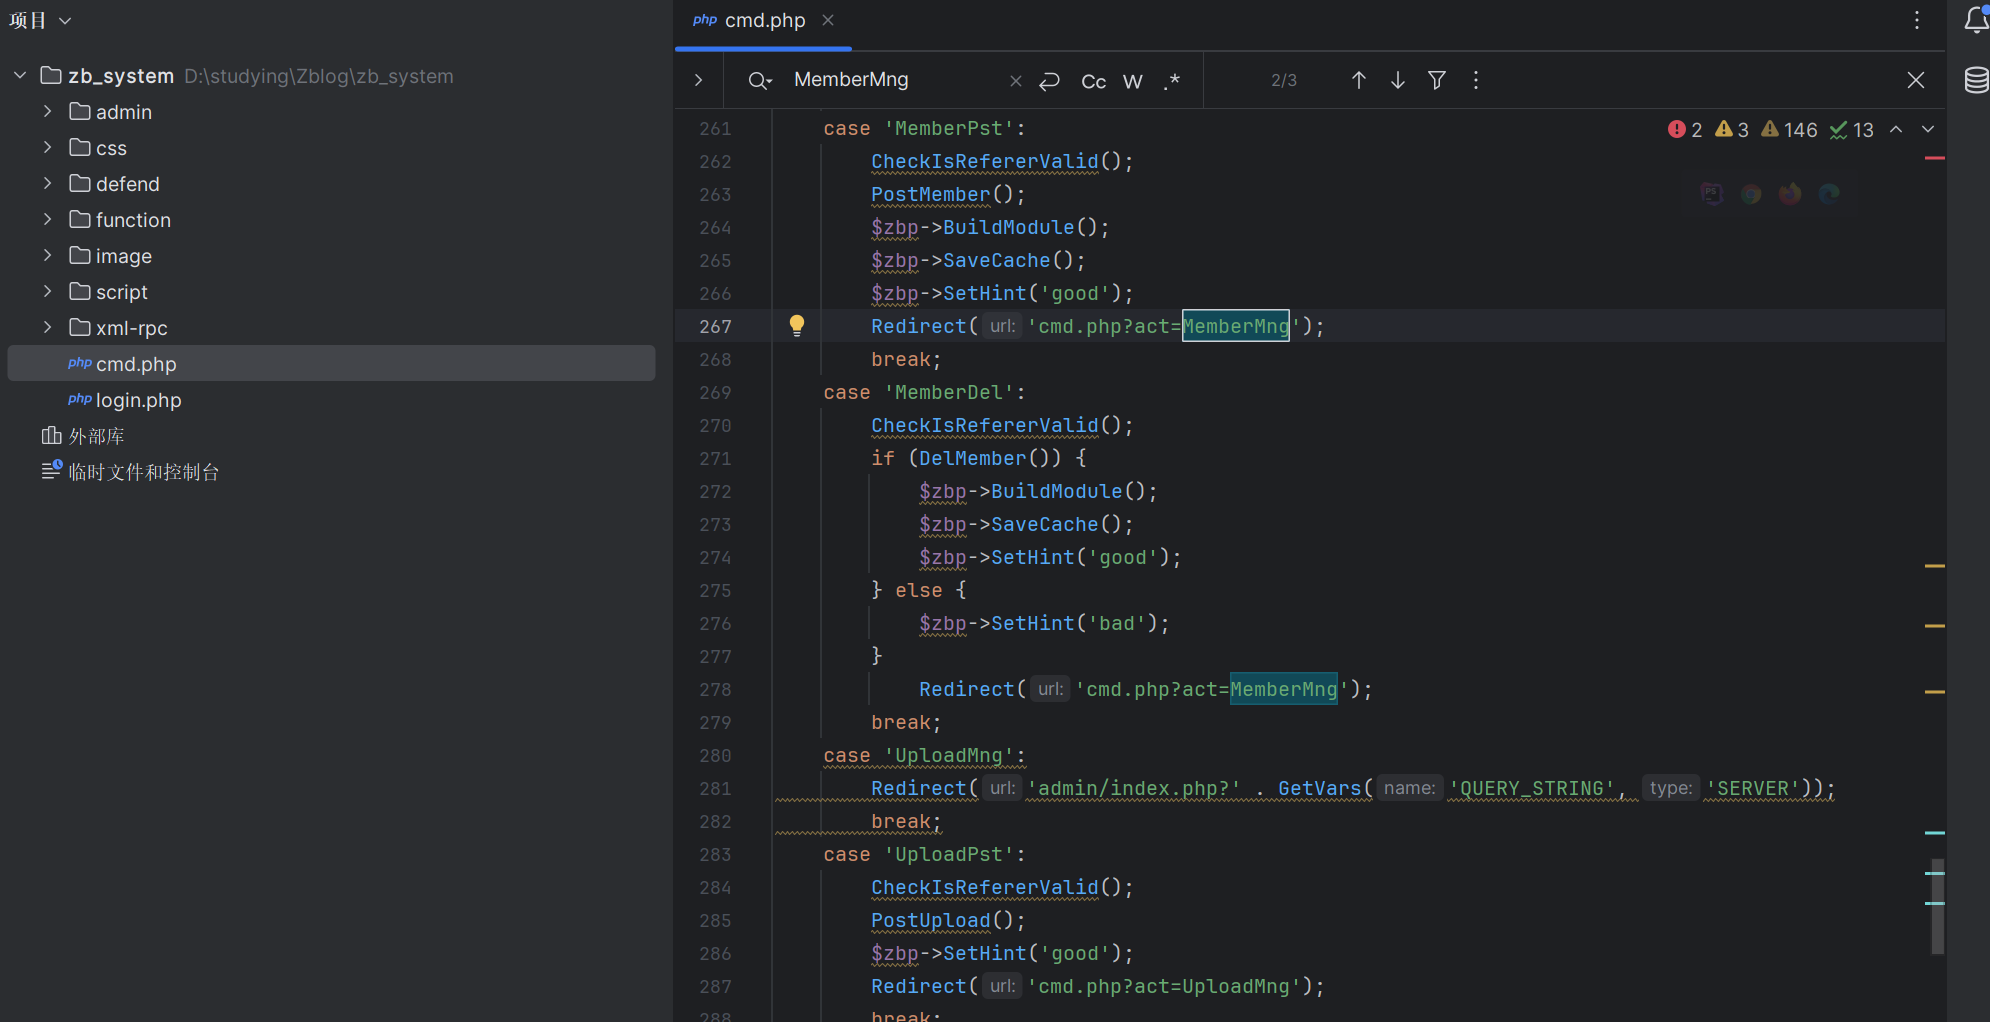 项目
zb_system D:\studying\Zblog\zb_system
admin
css
defend
function
image
script
xml-rpc
php cmd.php
php login.php
外部库
临时文件和控制台
php cmd.php
MemberMng Cc W .* 2/3
2 3 146 13
261 case 'MemberPst':
262 CheckIsRefererValid();
263 PostMember();
264 $zbp->BuildModule();
265 $zbp->SaveCache();
266 $zbp->SetHint('good');
267 Redirect( url: 'cmd.php?act=MemberMng');
268 break;
269 case 'MemberDel':
270 CheckIsRefererValid();
271 if (DelMember()) {
272 $zbp->BuildModule();
273 $zbp->SaveCache();
274 $zbp->SetHint('good');
275 } else {
276 $zbp->SetHint('bad');
277 }
278 Redirect( url: 'cmd.php?act=MemberMng');
279 break;
280 case 'UploadMng':
281 Redirect( url: 'admin/index.php?' . GetVars( name: 'QUERY_STRING', type: 'SERVER'));
282 break;
283 case 'UploadPst':
284 CheckIsRefererValid();
285 PostUpload();
286 $zbp->SetHint('good');
287 Redirect( url: 'cmd.php?act=UploadMng');
288 break;